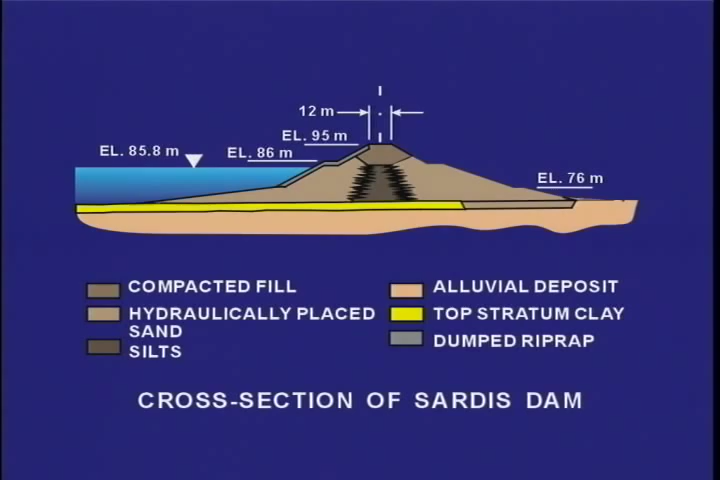 12 m
EL. 95 m
EL. 85.8 m
EL. 86 m
EL. 76 m
COMPACTED FILL
HYDRAULICALLY PLACED
SAND
SILTS
ALLUVIAL DEPOSIT
TOP STRATUM CLAY
DUMPED RIPRAP
CROSS-SECTION OF SARDIS DAM